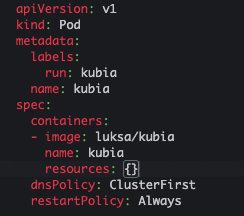 apiVersion: v1
kind: Pod
metadata:
  labels:
    run: kubia
  name: kubia
spec:
  containers:
  - image: luksa/kubia
    name: kubia
    resources: {}
  dnsPolicy: ClusterFirst
  restartPolicy: Always